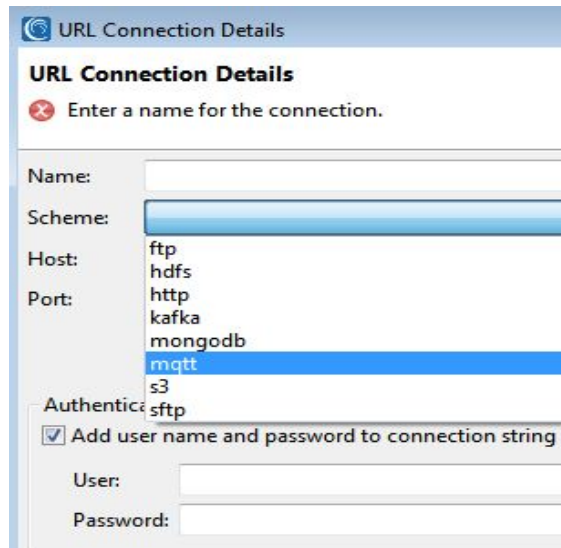 URL Connection Details
URL Connection Details
Enter a name for the connection.
Name:
Scheme:
ftp
Host:
hdfs
Port:
http
kafka
mongodb
mqtt
s3
sftp
Authentica
Add user name and password to connection string
User:
Password: